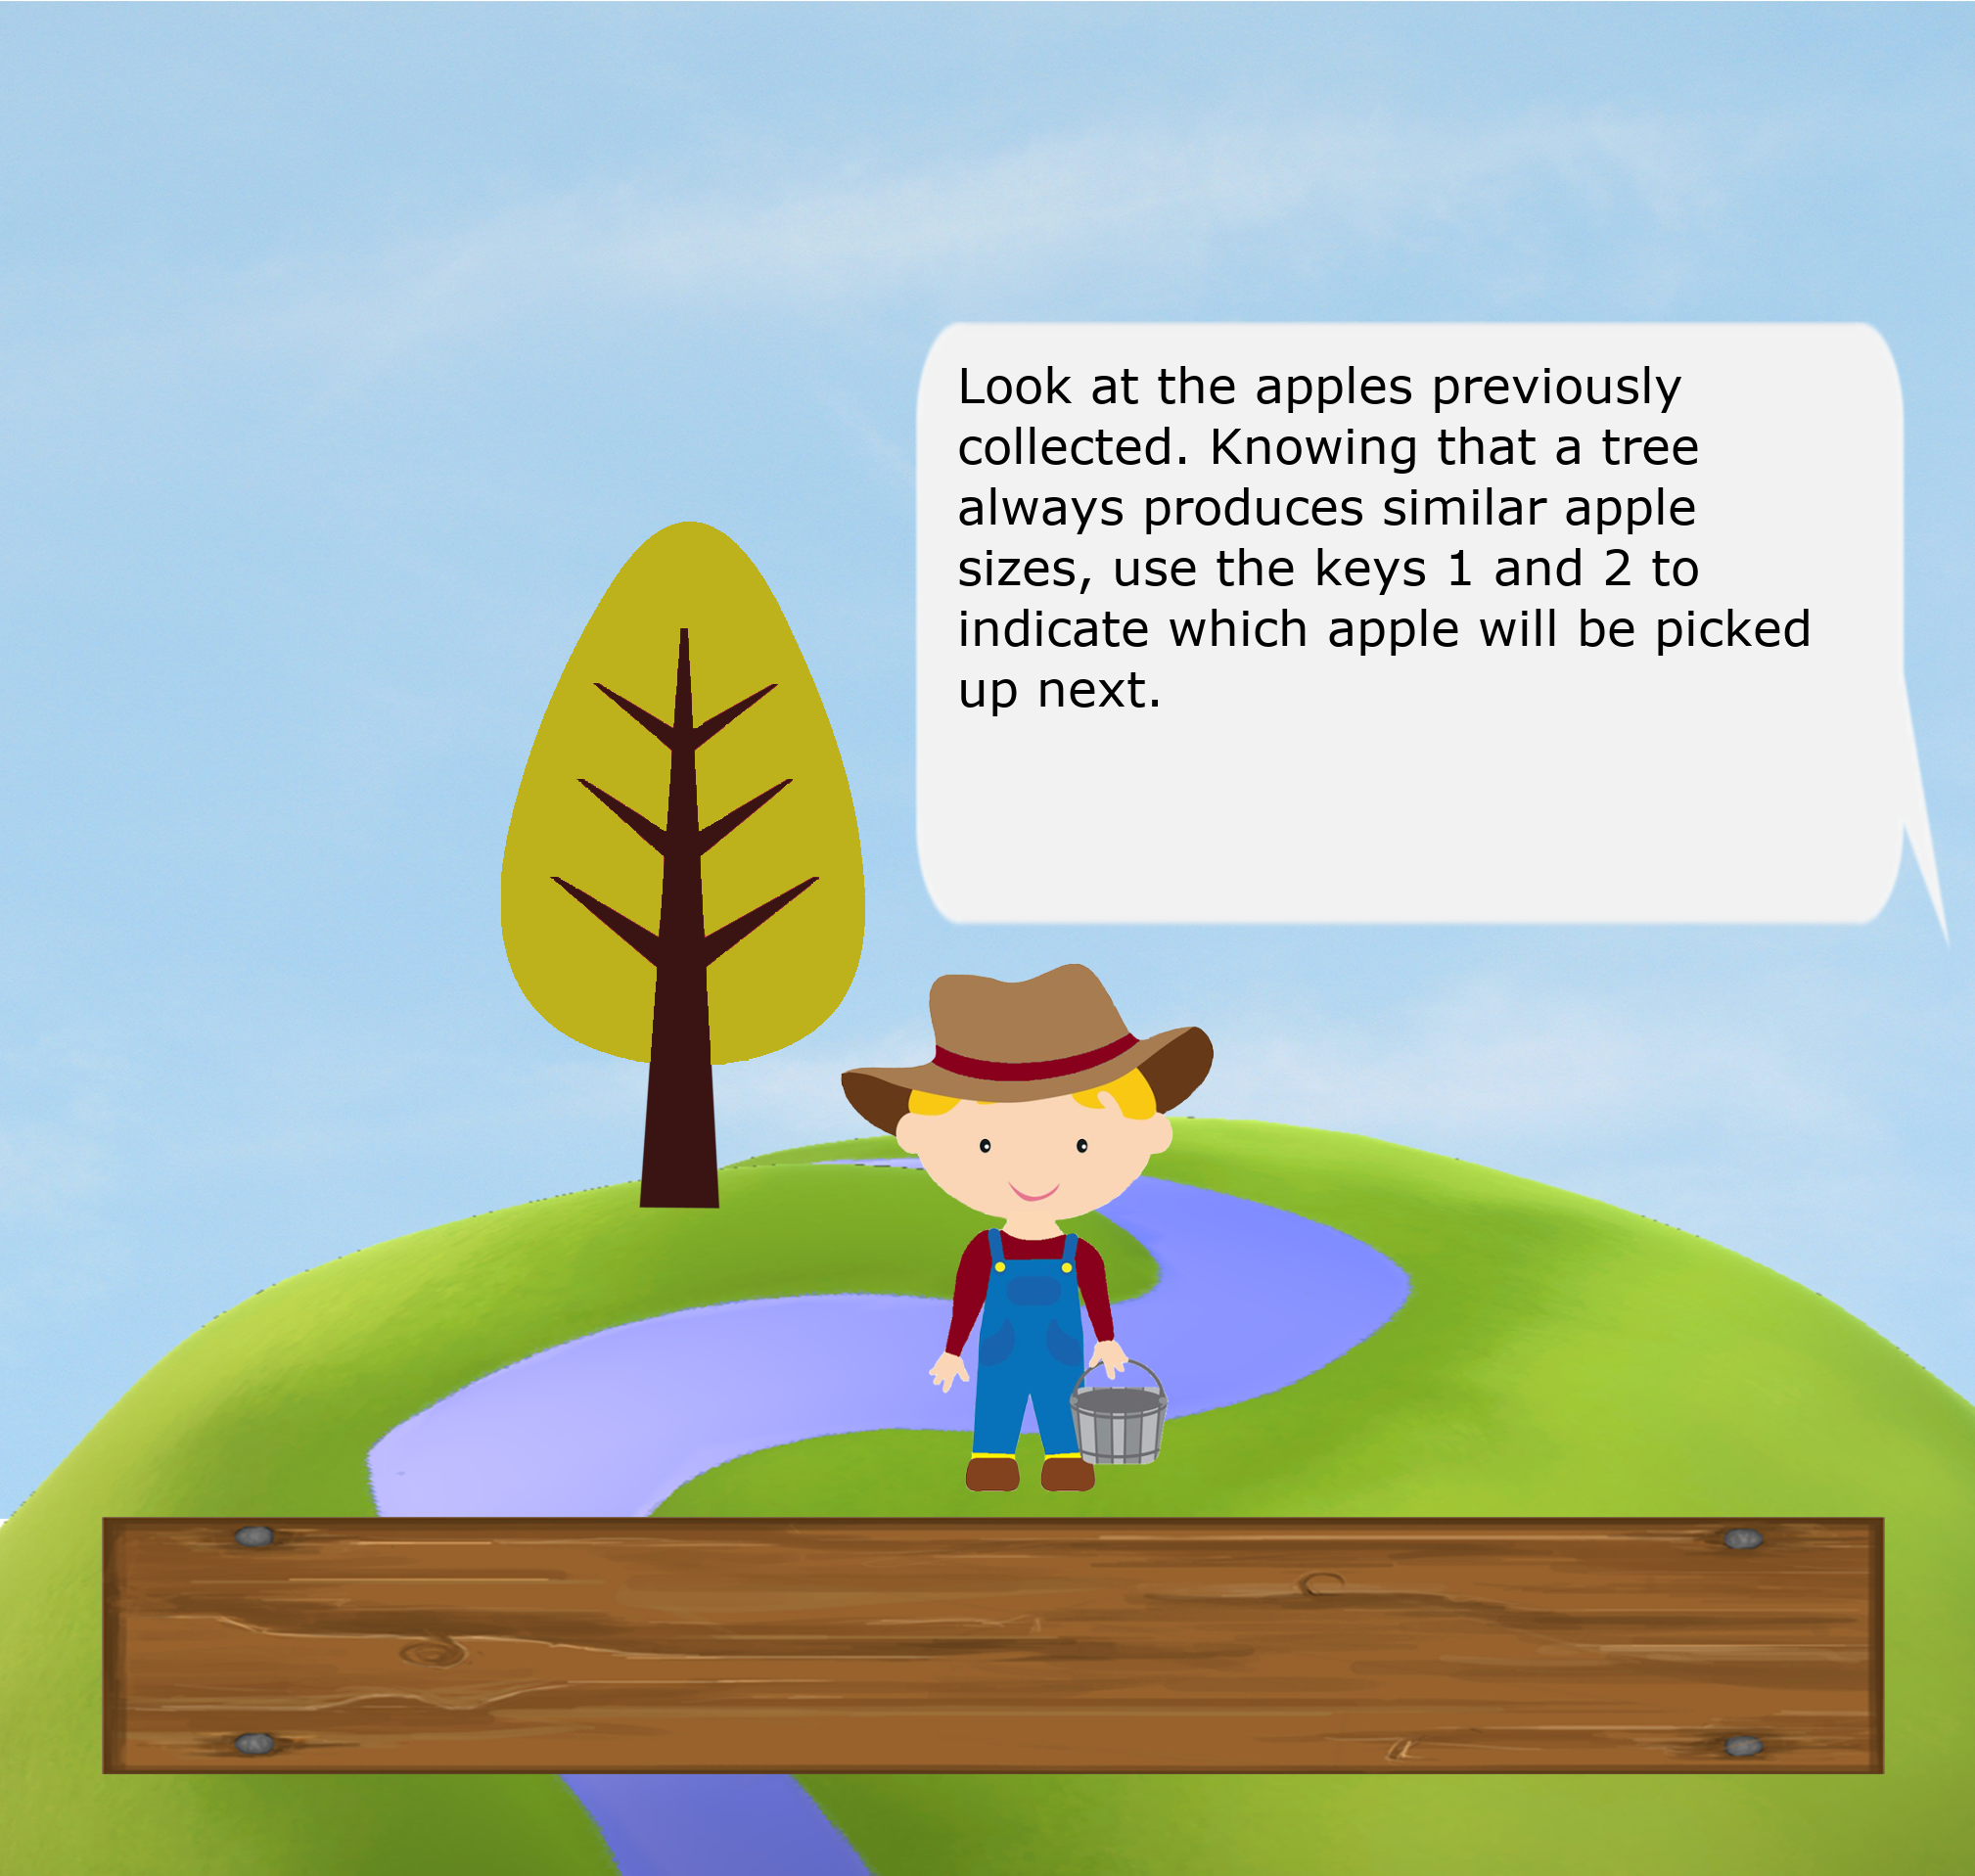 Look at the apples previously
collected. Knowing that a tree
always produces similar apple
sizes, use the keys 1 and 2 to
indicate which apple will be picked
up next.